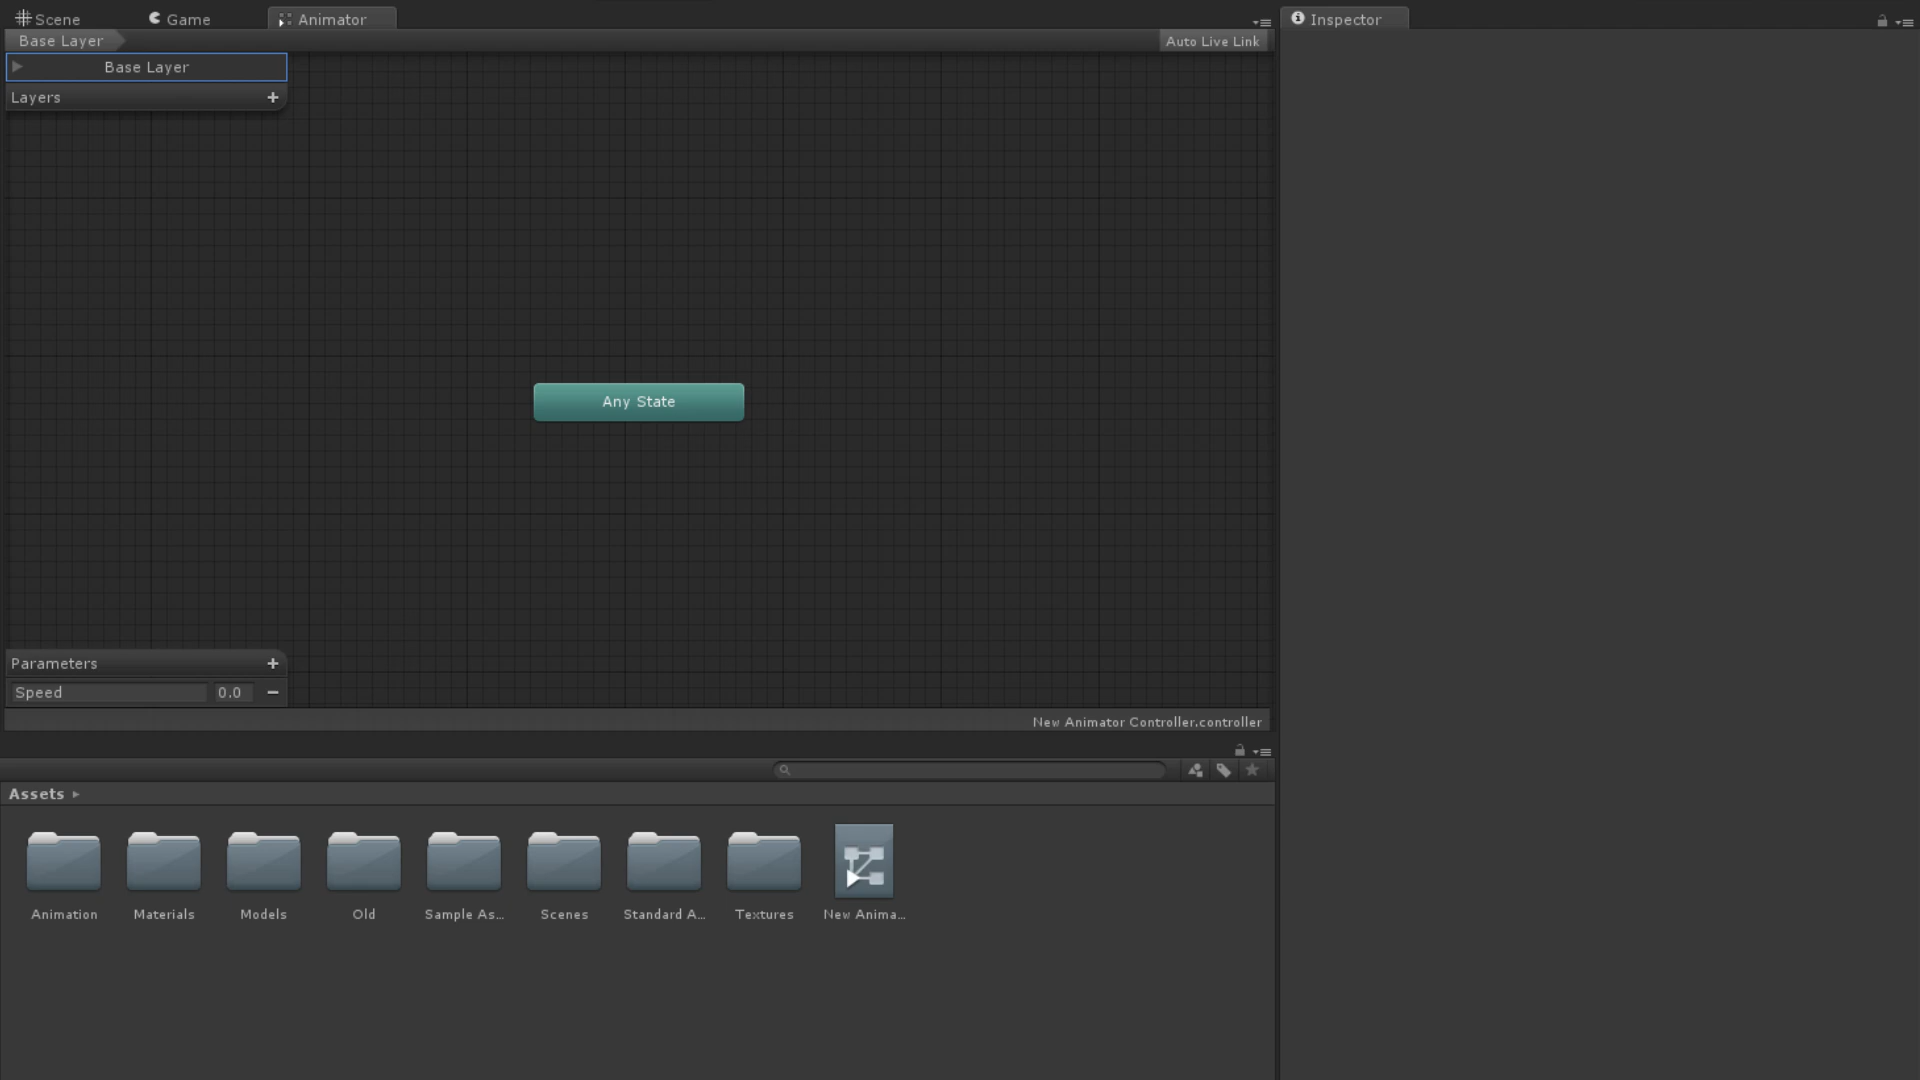 Scene
Game
Animator
Inspector
Base Layer
Auto Live Link
Base Layer
Layers
Any State
Parameters
Speed 0.0
New Animator Controller.controller
Assets
Animation
Materials
Models
Old
Sample As...
Scenes
Standard A...
Textures
New Anima...